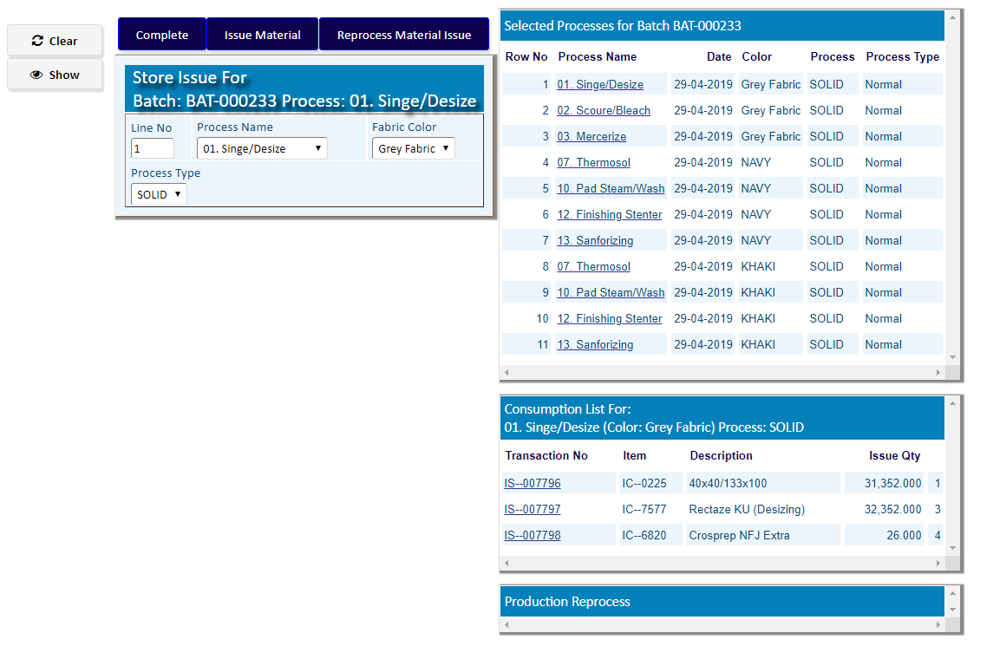 Clear
Show
Complete Issue Material Reprocess Material Issue
Store Issue For
Batch: BAT-000233 Process: 01. Singe/Desize
Line No Process Name Fabric Color
1 01. Singe/Desize Grey Fabric
Process Type
SOLID
Selected Processes for Batch BAT-000233
Row No Process Name Date Color Process Process Type
1 01. Singe/Desize 29-04-2019 Grey Fabric SOLID Normal
2 02. Scoure/Bleach 29-04-2019 Grey Fabric SOLID Normal
3 03. Mercerize 29-04-2019 Grey Fabric SOLID Normal
4 07. Thermosol 29-04-2019 NAVY SOLID Normal
5 10. Pad Steam/Wash 29-04-2019 NAVY SOLID Normal
6 12. Finishing Stenter 29-04-2019 NAVY SOLID Normal
7 13. Sanforizing 29-04-2019 NAVY SOLID Normal
8 07. Thermosol 29-04-2019 KHAKI SOLID Normal
9 10. Pad Steam/Wash 29-04-2019 KHAKI SOLID Normal
10 12. Finishing Stenter 29-04-2019 KHAKI SOLID Normal
11 13. Sanforizing 29-04-2019 KHAKI SOLID Normal
Consumption List For:
01. Singe/Desize (Color: Grey Fabric) Process: SOLID
Transaction No Item Description Issue Qty
IS--007796 IC--0225 40x40/133x100 31,352.000 1
IS--007797 IC--7577 Rectaze KU (Desizing) 32,352.000 3
IS--007798 IC--6820 Crosprep NFJ Extra 26.000 4
Production Reprocess